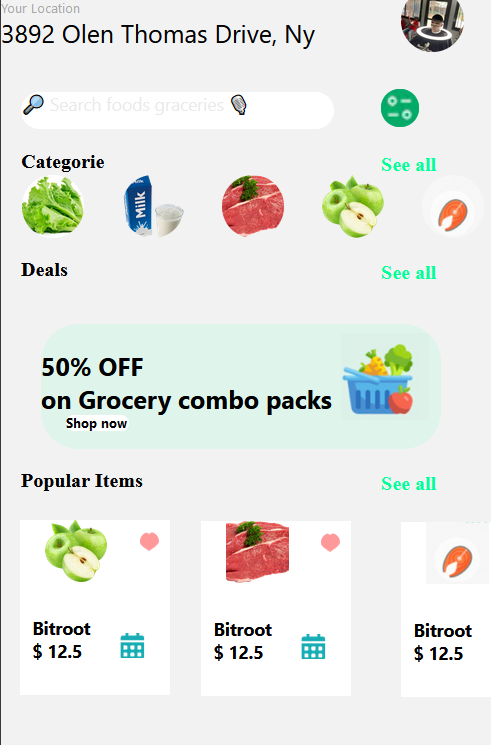 Your Location
3892 Olen Thomas Drive, Ny
Search foods graceries
Categorie
See all
Milk
Deals
See all
50% OFF
on Grocery combo packs
Shop now
Popular Items
See all
Bitroot
$ 12.5
Bitroot
$ 12.5
Bitroot
$ 12.5